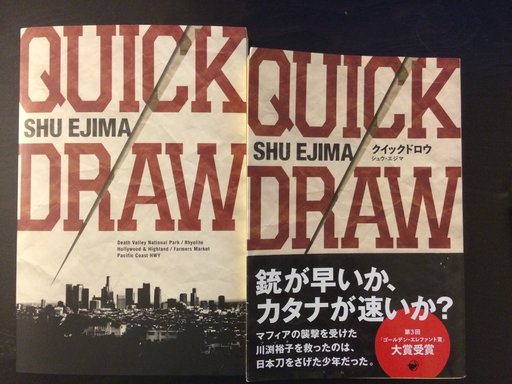 QUICK
SHU EJIMA
DRAW
Death Valley National Park / Rhyolite
Hollywood & Highland / Farmers Market
Pacific Coast HWY
QUICK
SHU EJIMA
クイックドロウ
シュウ・エジマ
DRAW
銃が早いか、
カタナが速いか?
マフィアの襲撃を受けた
川渕裕子を救ったのは、
日本刀をさげた少年だった。
第3回
「ゴールデン・エレファント賞」
大賞受賞